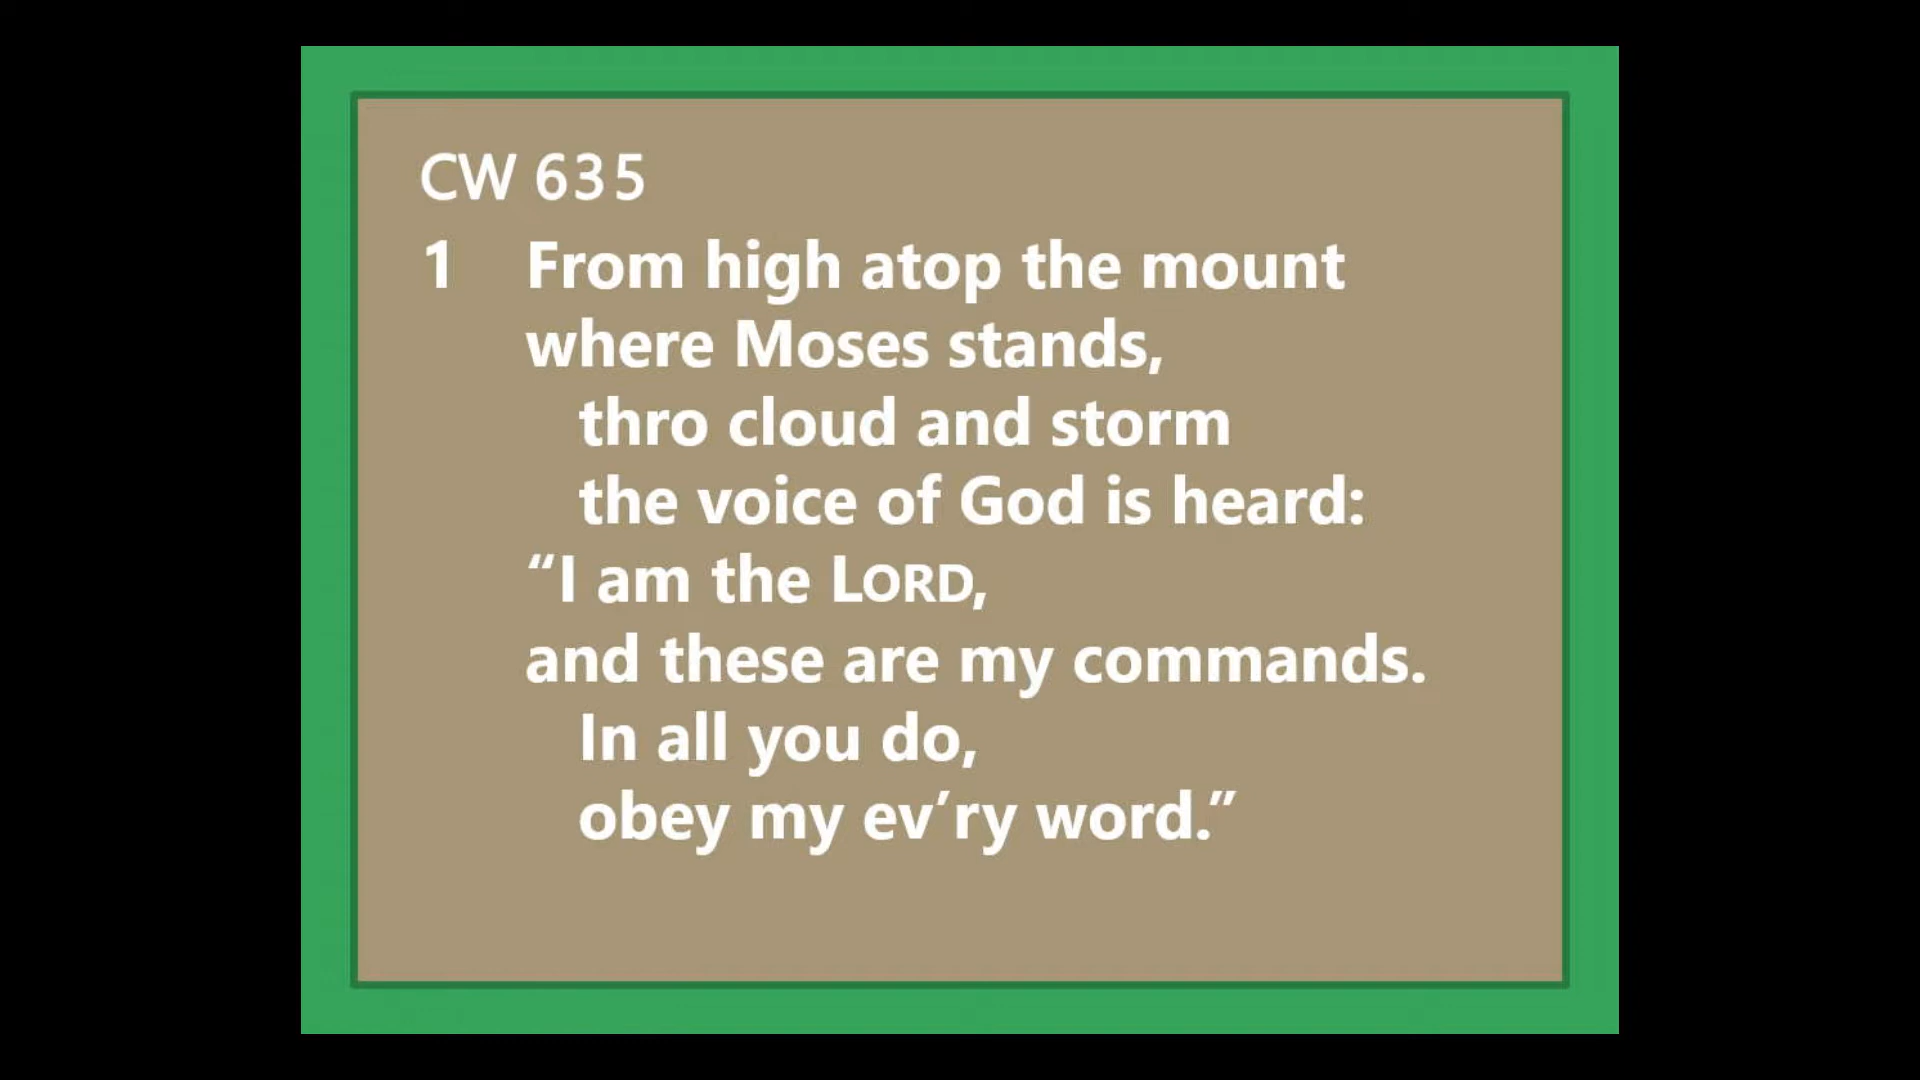 CW 635
1 From high atop the mount
where Moses stands,
thro cloud and storm
the voice of God is heard:
“I am the LORD,
and these are my commands.
In all you do,
obey my ev’ry word.”